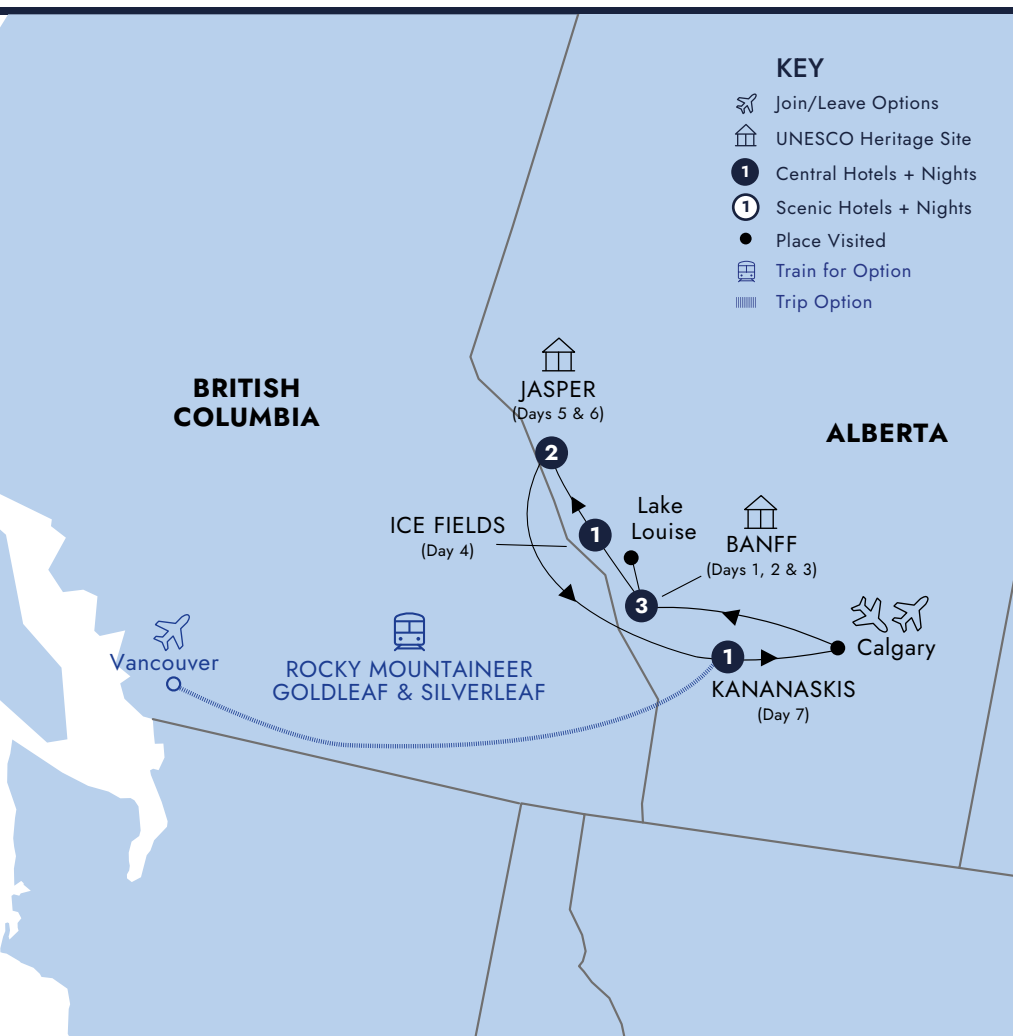 KEY
Join/Leave Options
UNESCO Heritage Site
1 Central Hotels + Nights
1 Scenic Hotels + Nights
Place Visited
Train for Option
Trip Option
BRITISH
COLUMBIA
JASPER
(Days 5 & 6)
ALBERTA
2
ICE FIELDS
(Day 4)
1
Lake
Louise
BANFF
(Days 1, 2 & 3)
3
Calgary
Vancouver
ROCKY MOUNTAINEER
GOLDLEAF & SILVERLEAF
1
KANANASKIS
(Day 7)